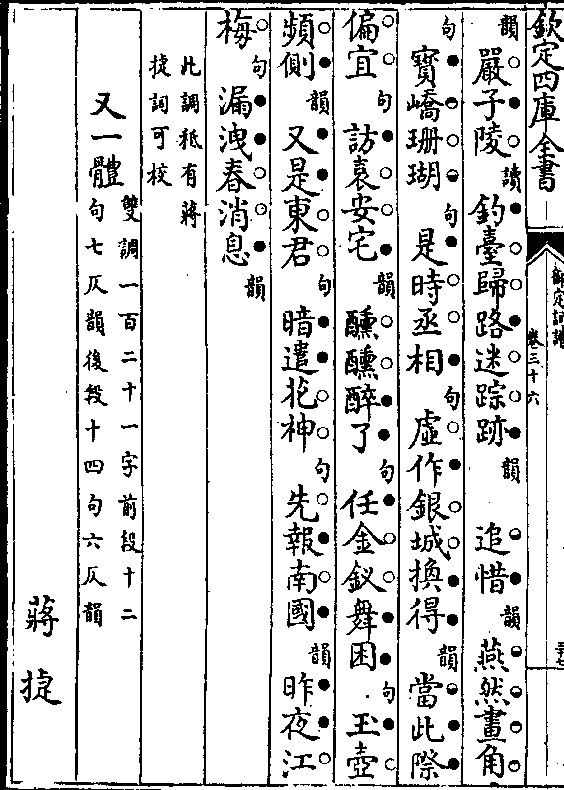 欽定四庫全書
御定詞譜
卷三十六
韻 嚴子陵讀釣臺歸路迷踪跡韻追惜韻燕然畫角
句寶嶠珊瑚句是時丞相句虛作銀城換得韻當此際
偏宜句訪袁安宅韻醺醺醉了句任金釵舞困句玉壺
頻側韻又是東君句暗遣花神句先報南國韻昨夜江
梅句漏洩春消息韻
此調秪有蔣
捷詞可校
又一體雙調一百二十一字前段十二
句七仄韻後段十四句六仄韻
蔣捷